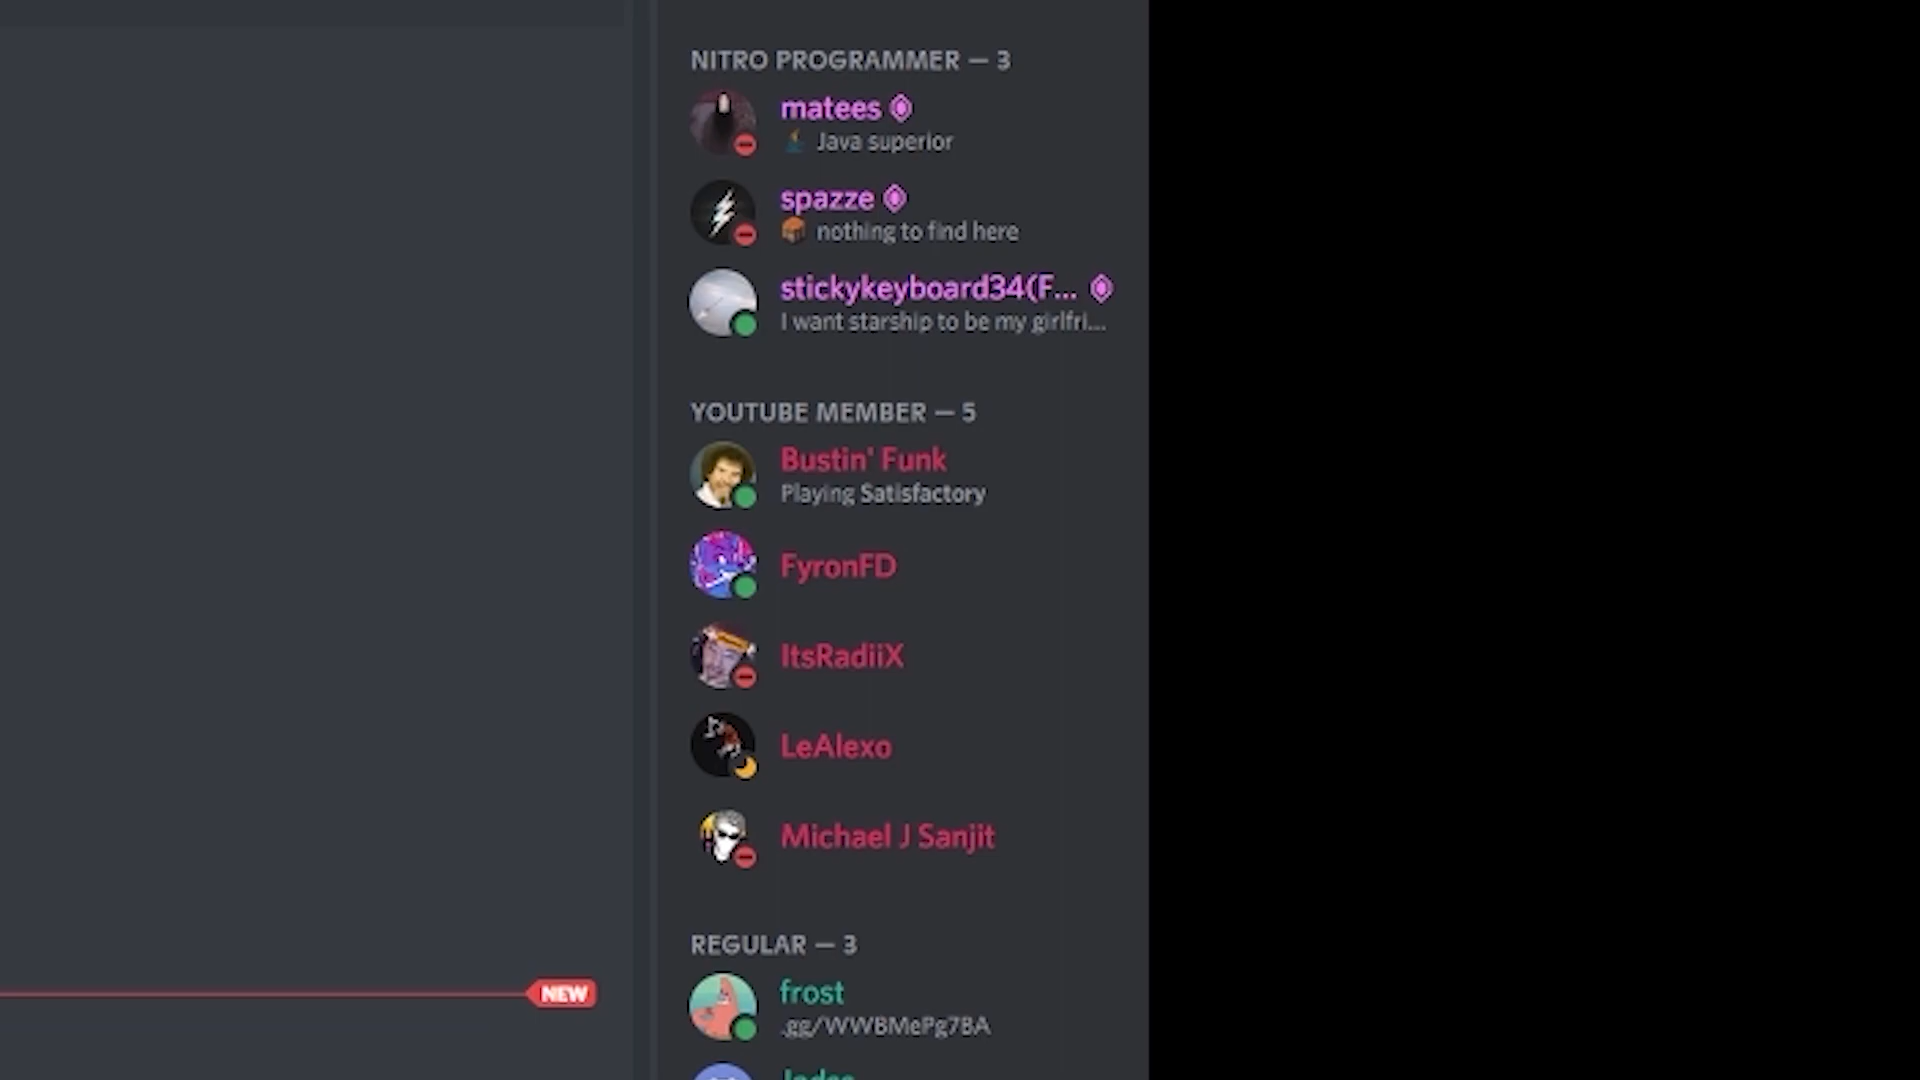 NITRO PROGRAMMER — 3
matees
Java superior
spazze
nothing to find here
stickykeyboard34(F...
I want starship to be my girlfri...
YOUTUBE MEMBER — 5
Bustin' Funk
Playing Satisfactory
FyronFD
ItsRadiiX
LeAlexo
Michael J Sanjit
REGULAR — 3
NEW
frost
.gg/WWBMePg7BA